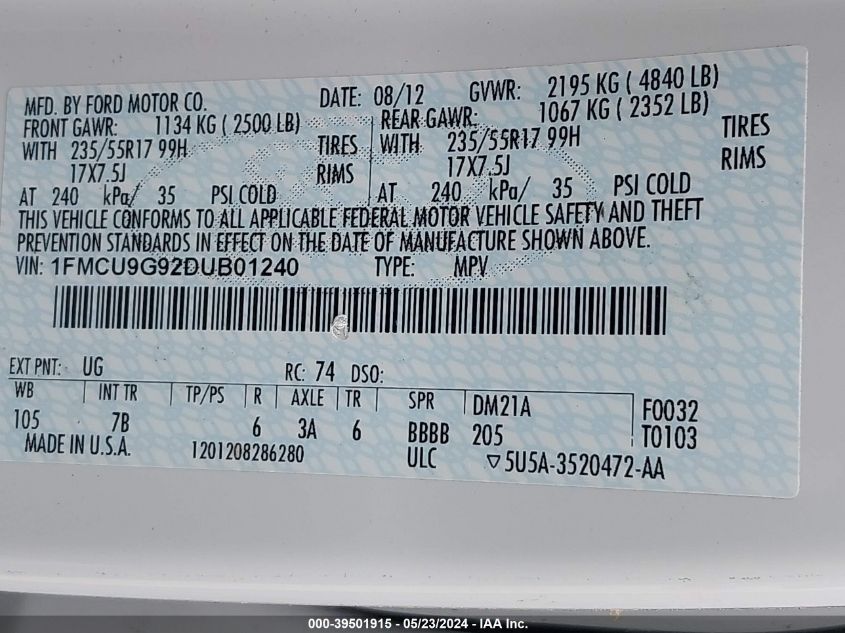 MFD. BY FORD MOTOR CO. DATE: 08/12 GVWR: 2195 KG ( 4840 LB)
FRONT GAWR: 1134 KG ( 2500 LB) REAR GAWR: 1067 KG ( 2352 LB)
WITH 235/55R17 99H TIRES WITH 235/55R17 99H TIRES
17X7.5J RIMS 17X7.5J RIMS
AT 240 kPa/ 35 PSI COLD AT 240 kPa/ 35 PSI COLD
THIS VEHICLE CONFORMS TO ALL APPLICABLE FEDERAL MOTOR VEHICLE SAFETY AND THEFT
PREVENTION STANDARDS IN EFFECT ON THE DATE OF MANUFACTURE SHOWN ABOVE.
VIN: 1FMCU9G92DUB01240 TYPE: MPV
EXT PNT: UG RC: 74 DSO:
WB INT TR TP/PS R AXLE TR SPR DM21A F0032
105 7B 6 3A 6 BBBB 205 T0103
MADE IN U.S.A. 1201208286280 ULC ▽5U5A-3520472-AA
000-39501915 - 05/23/2024 - IAA Inc.